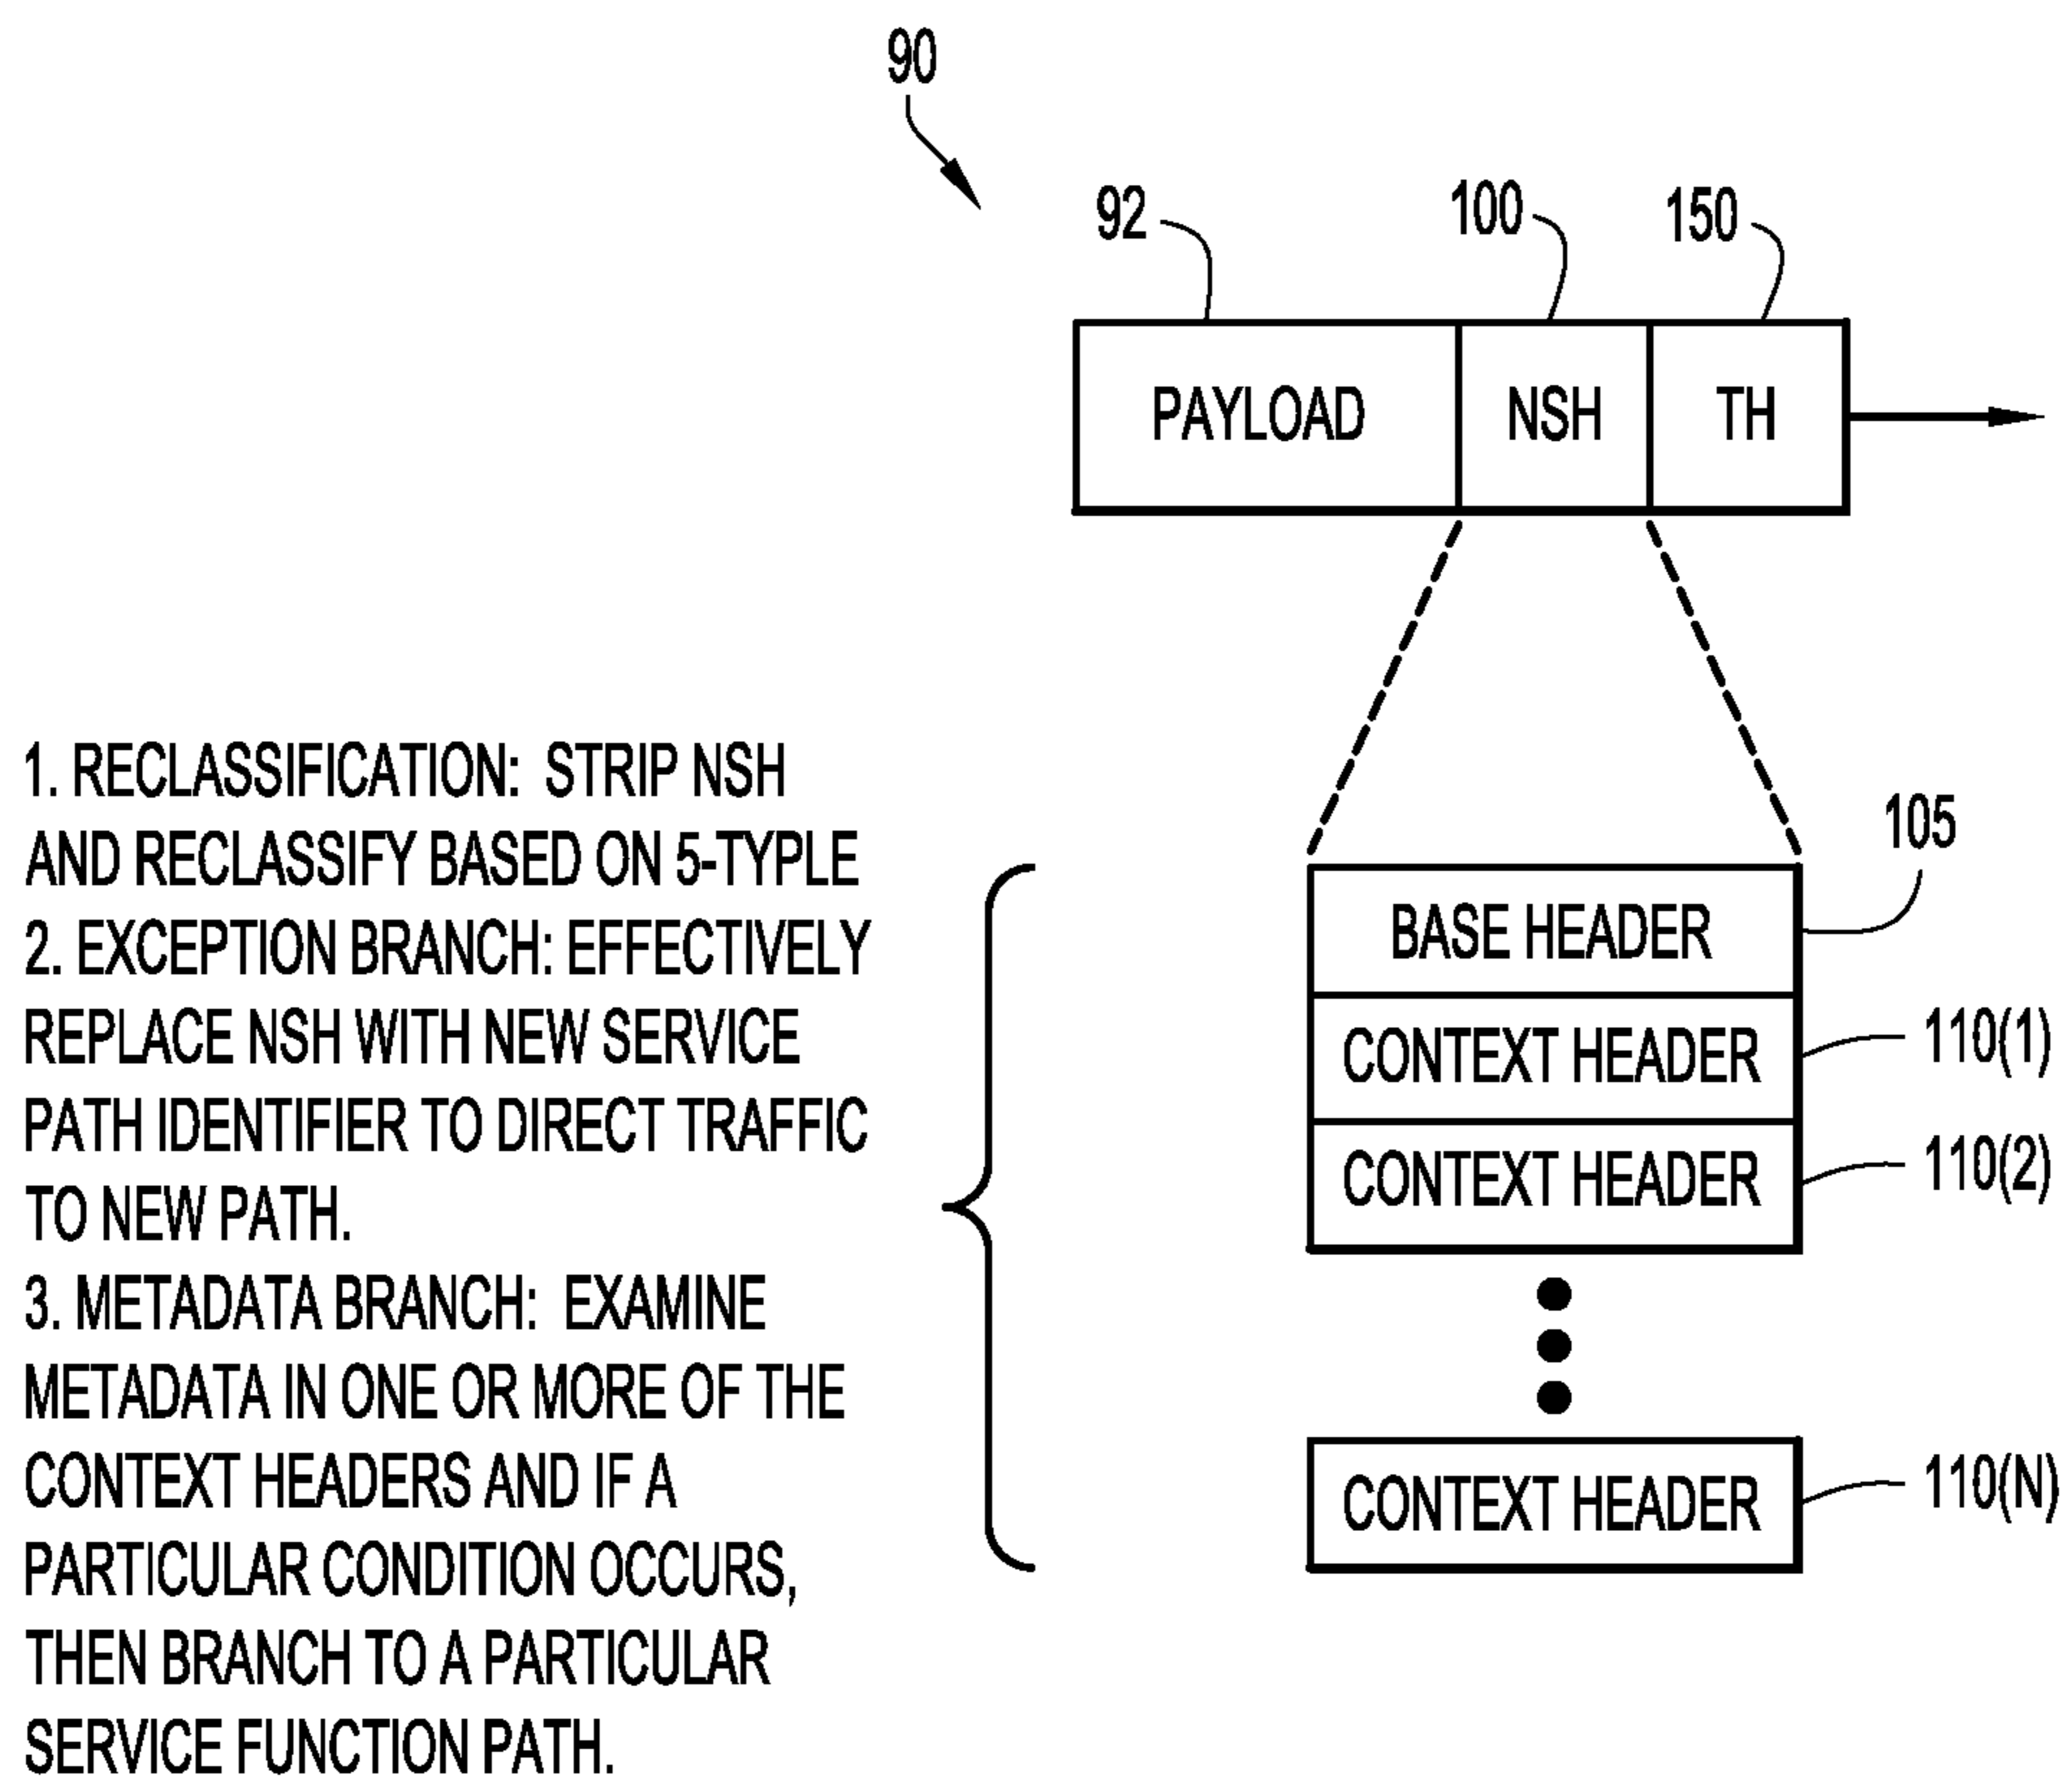 90
92
100
150
PAYLOAD
NSH
TH
1. RECLASSIFICATION: STRIP NSH
AND RECLASSIFY BASED ON 5-TYPLE
2. EXCEPTION BRANCH: EFFECTIVELY
REPLACE NSH WITH NEW SERVICE
PATH IDENTIFIER TO DIRECT TRAFFIC
TO NEW PATH.
3. METADATA BRANCH: EXAMINE
METADATA IN ONE OR MORE OF THE
CONTEXT HEADERS AND IF A
PARTICULAR CONDITION OCCURS,
THEN BRANCH TO A PARTICULAR
SERVICE FUNCTION PATH.
105
BASE HEADER
CONTEXT HEADER
110(1)
CONTEXT HEADER
110(2)
CONTEXT HEADER
110(N)